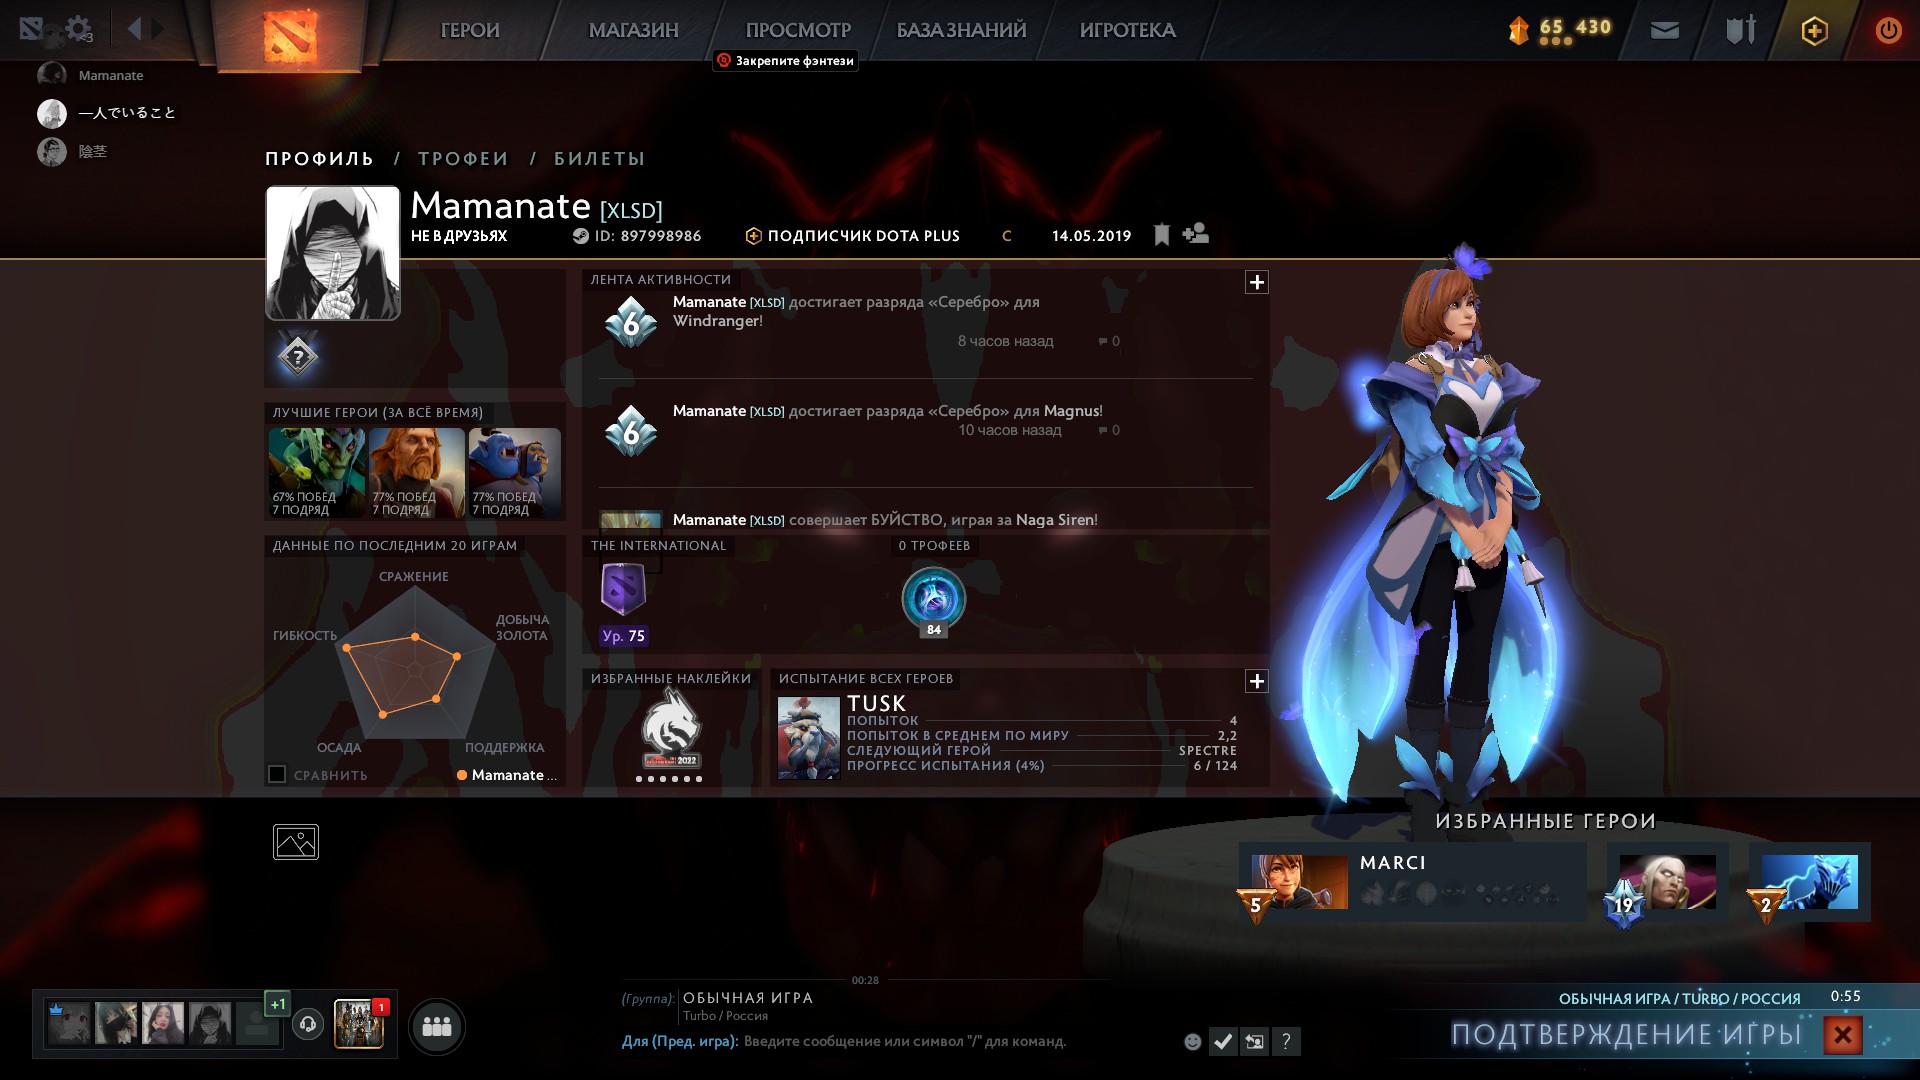 <3
ГЕРОИ
МАГАЗИН
ПРОСМОТР
БАЗА ЗНАНИЙ
ИГРОТЕКА
65 430
Закрепите фэнтези
Mamanate
一人でいること
陰茎
ПРОФИЛЬ / ТРОФЕИ / БИЛЕТЫ
Mamanate [XLSD]
НЕ В ДРУЗЬЯХ
ID: 897998986
ПОДПИСЧИК DOTA PLUS
С 14.05.2019
?
ЛЕНТА АКТИВНОСТИ
6
Mamanate [XLSD] достигает разряда «Серебро» для
Windranger!
8 часов назад
0
6
Mamanate [XLSD] достигает разряда «Серебро» для Magnus!
10 часов назад
0
Mamanate [XLSD] совершает БУЙСТВО, играя за Naga Siren!
ЛУЧШИЕ ГЕРОИ (ЗА ВСЁ ВРЕМЯ)
67% ПОБЕД
7 ПОДРЯД
77% ПОБЕД
7 ПОДРЯД
77% ПОБЕД
7 ПОДРЯД
ДАННЫЕ ПО ПОСЛЕДНИМ 20 ИГРАМ
СРАЖЕНИЕ
ДОБЫЧА
ЗОЛОТА
ГИБКОСТЬ
ОСАДА
ПОДДЕРЖКА
СРАВНИТЬ
Mamanate ...
THE INTERNATIONAL
Ур. 75
0 ТРОФЕЕВ
84
ИЗБРАННЫЕ НАКЛЕЙКИ
2022
ИСПЫТАНИЕ ВСЕХ ГЕРОЕВ
TUSK
ПОПЫТОК 4
ПОПЫТОК В СРЕДНЕМ ПО МИРУ 2,2
СЛЕДУЮЩИЙ ГЕРОЙ SPECTRE
ПРОГРЕСС ИСПЫТАНИЯ (4%) 6 / 124
ИЗБРАННЫЕ ГЕРОИ
MARCI
5
19
2
+1
1
00:28
(Группа): ОБЫЧНАЯ ИГРА
Turbo / Россия
Для (Пред. игра): Введите сообщение или символ "/" для команд.
?
ОБЫЧНАЯ ИГРА / TURBO / РОССИЯ
0:55
ПОДТВЕРЖДЕНИЕ ИГРЫ